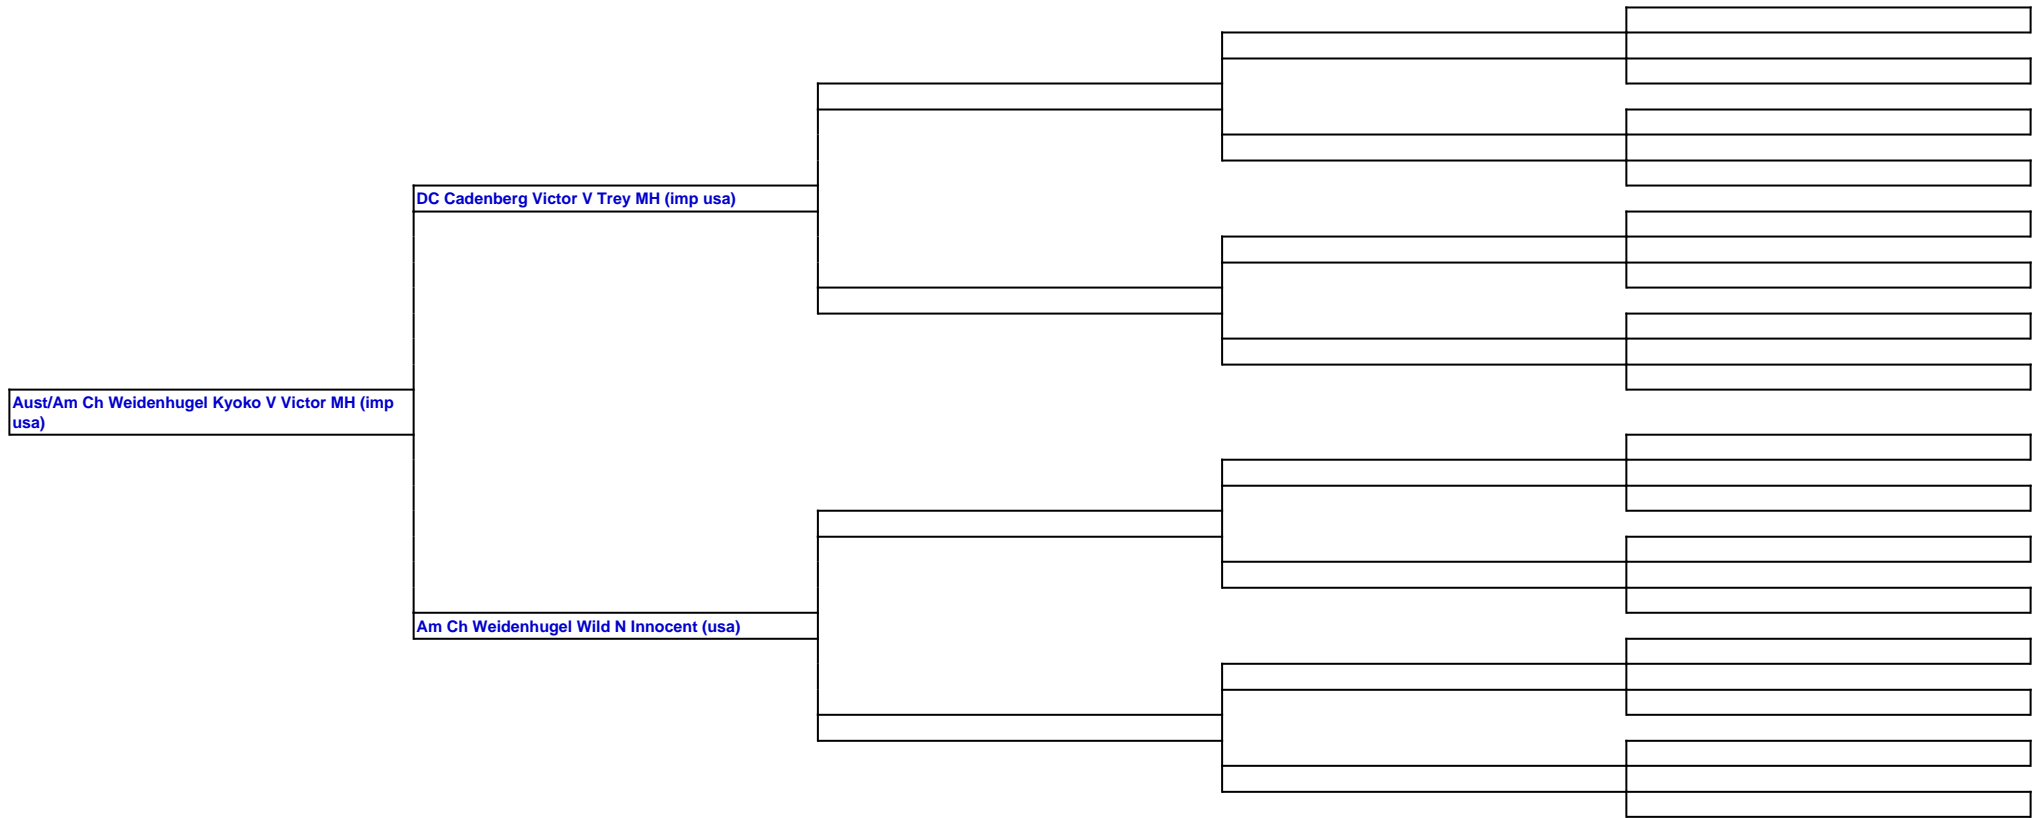 DC Cadenberg Victor V Trey MH (imp usa)
Aust/Am Ch Weidenhugel Kyoko V Victor MH (imp
usa)
Am Ch Weidenhugel Wild N Innocent (usa)